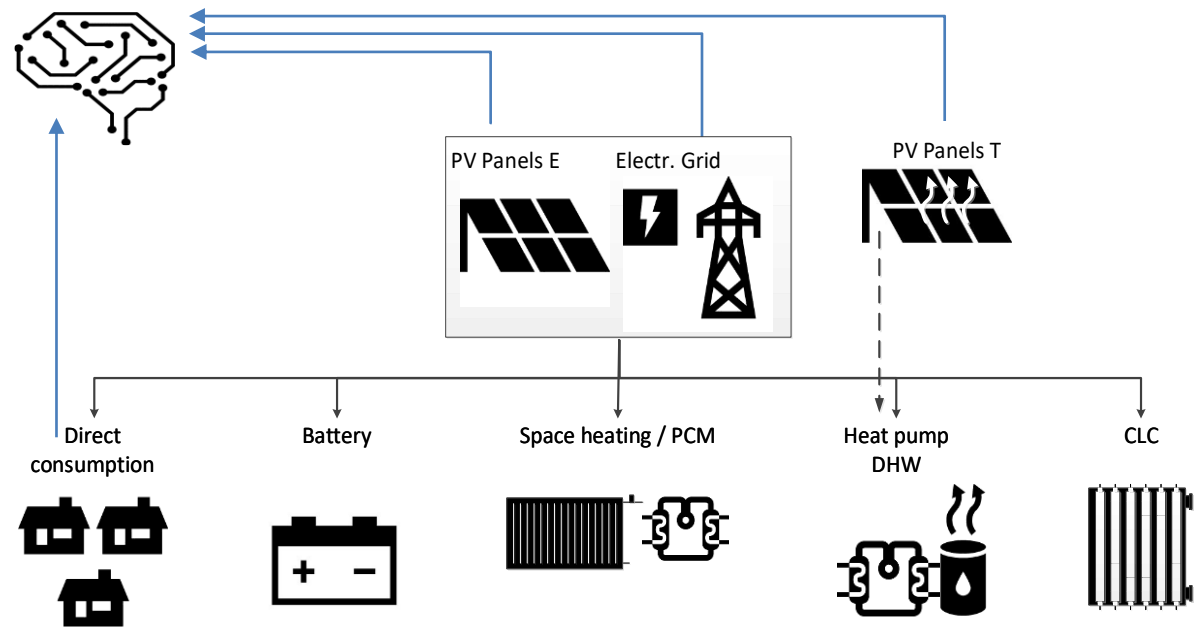 PV Panels E
Electr. Grid
PV Panels T
Direct
consumption
Battery
Space heating / PCM
Heat pump
DHW
CLC
+ −